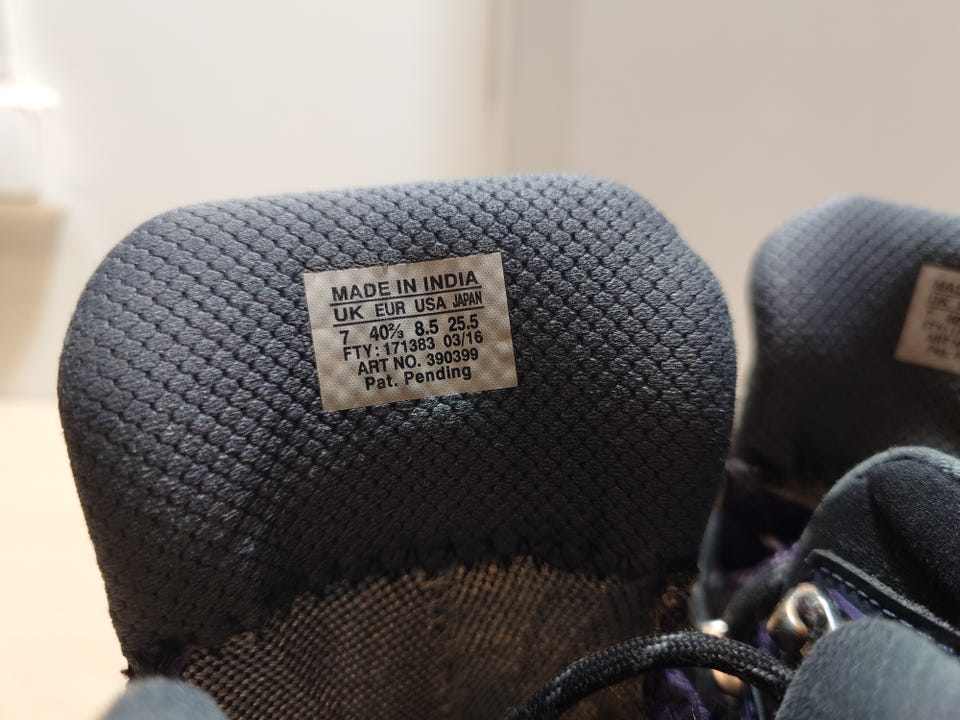 MADE IN INDIA
UK EUR USA JAPAN
7 40⅔ 8.5 25.5
FTY: 171383 03/16
ART NO. 390399
Pat. Pending